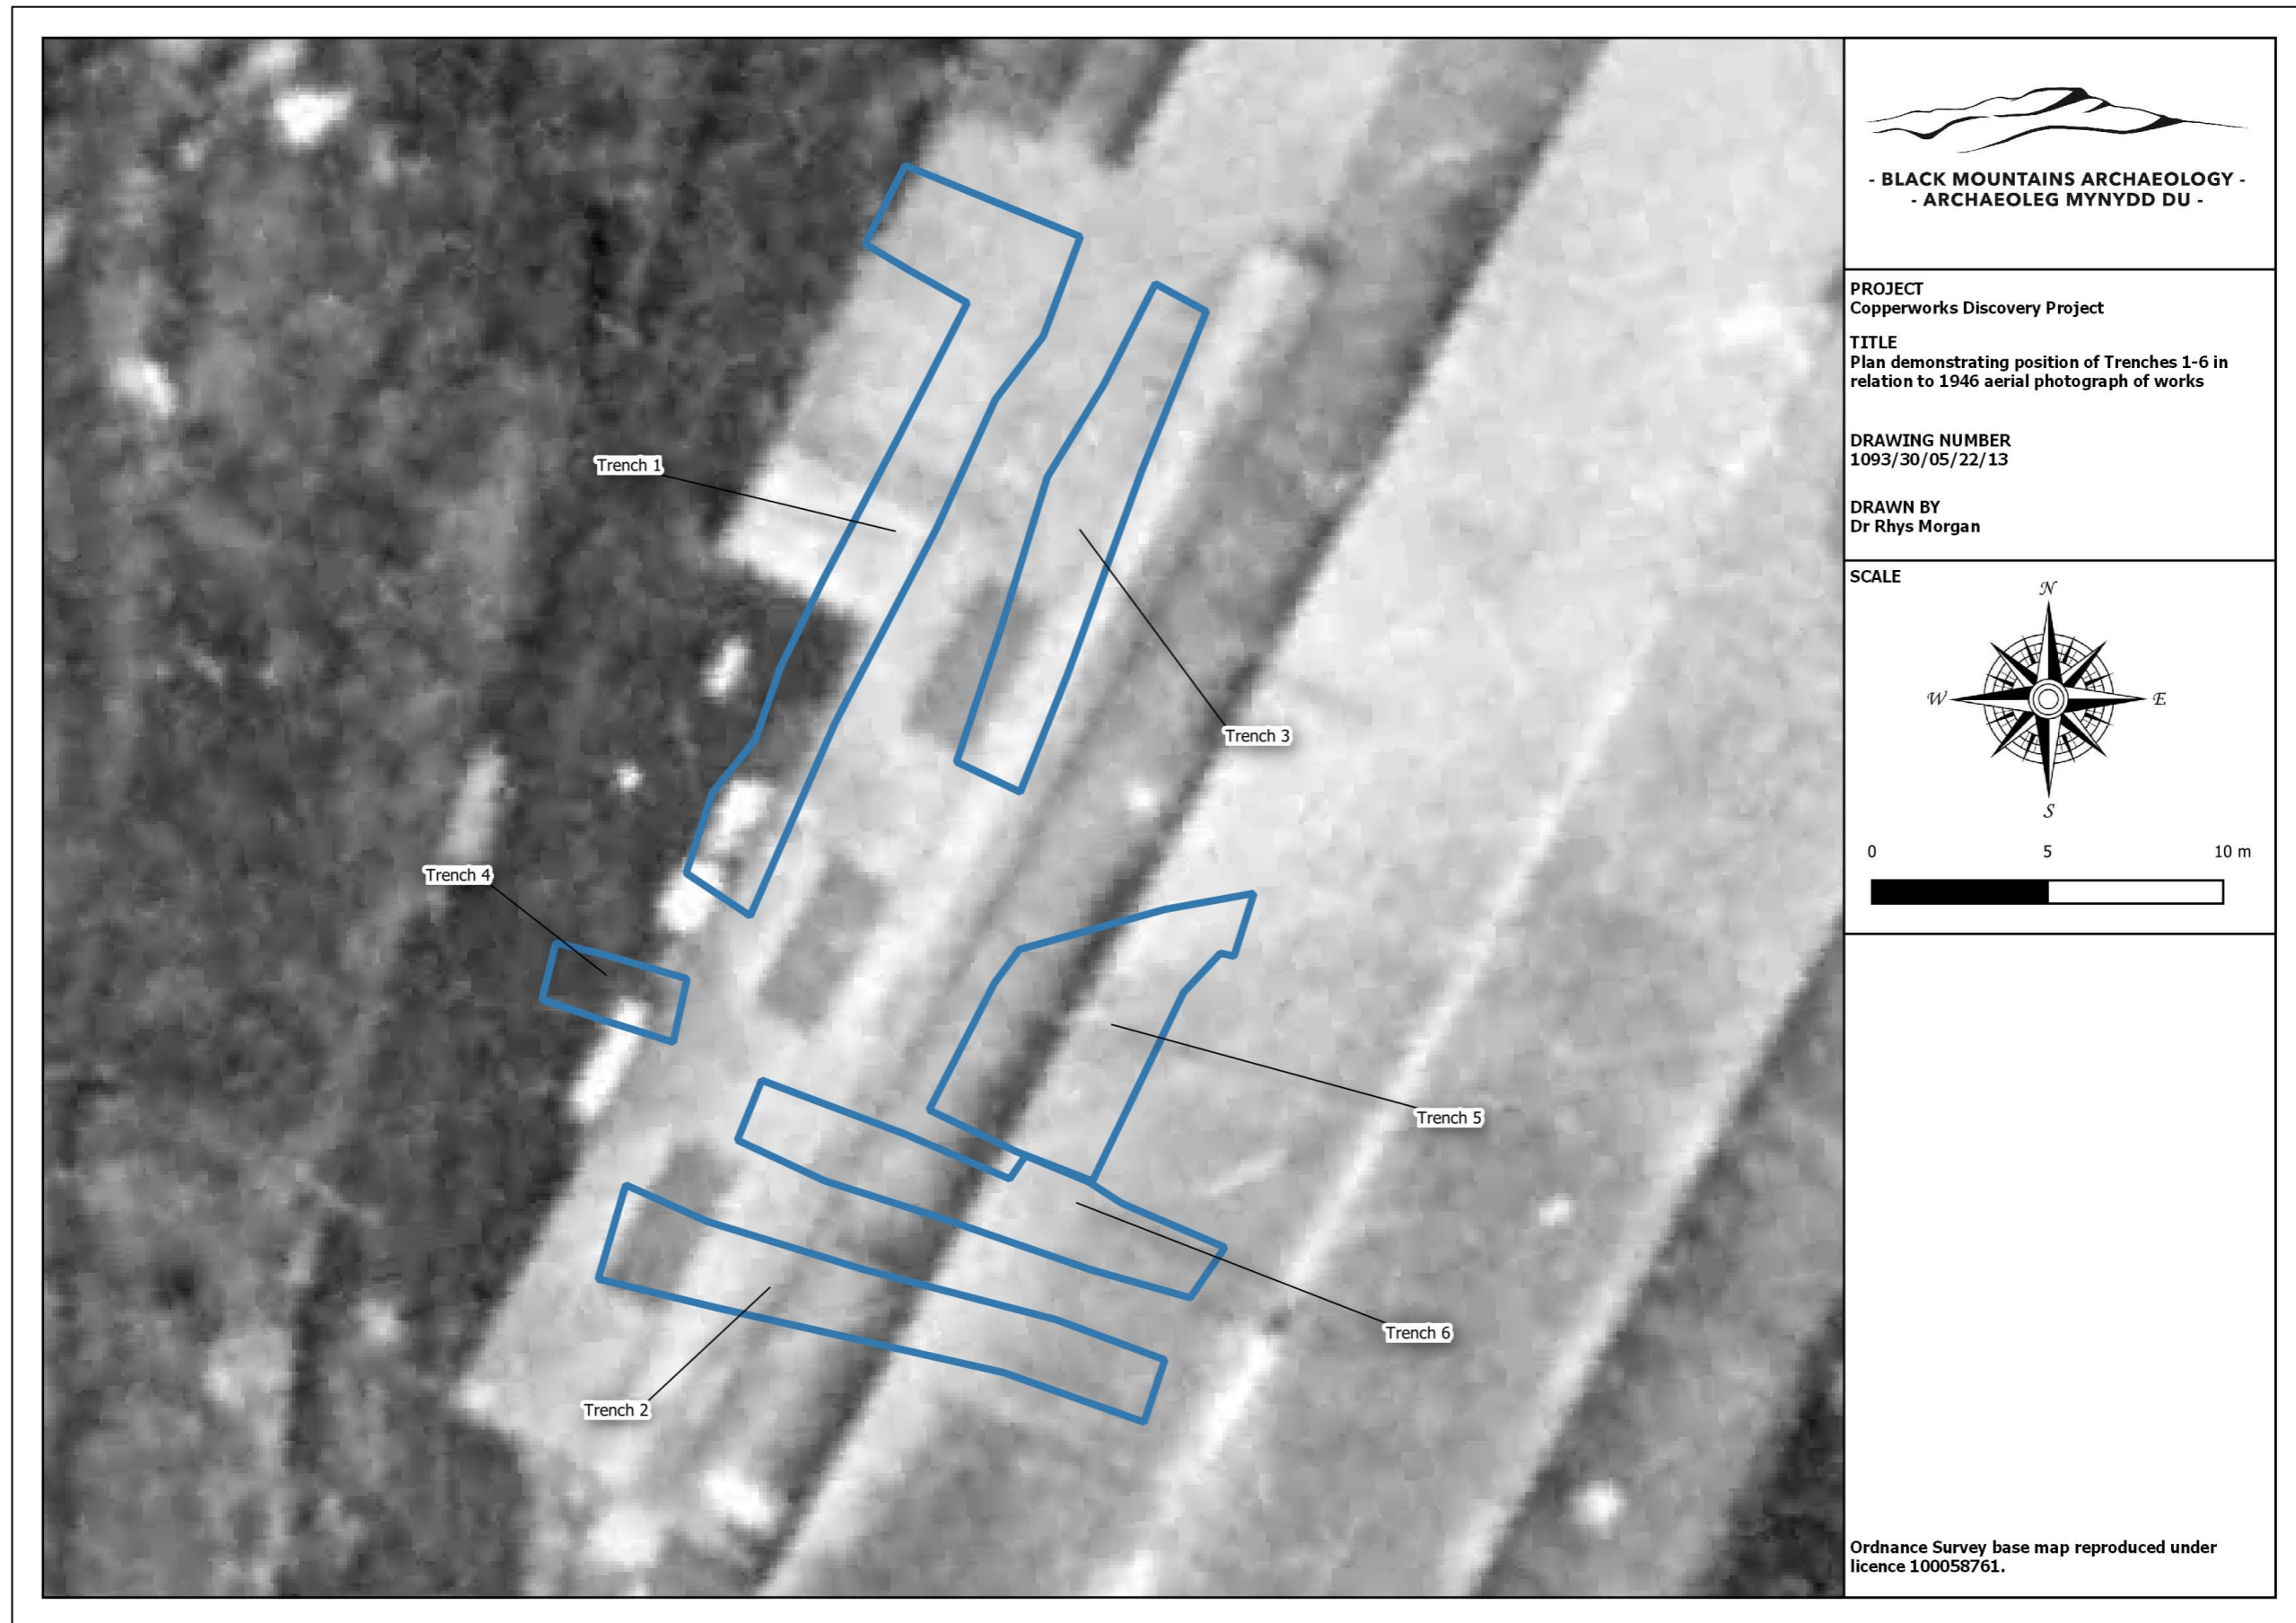 Trench 1
Trench 3
Trench 4
Trench 5
Trench 6
Trench 2
- BLACK MOUNTAINS ARCHAEOLOGY -
- ARCHAEOLEG MYNYDD DU -
PROJECT
Copperworks Discovery Project
TITLE
Plan demonstrating position of Trenches 1-6 in
relation to 1946 aerial photograph of works
DRAWING NUMBER
1093/30/05/22/13
DRAWN BY
Dr Rhys Morgan
SCALE
N
W
E
S
0 5 10 m
Ordnance Survey base map reproduced under
licence 100058761.